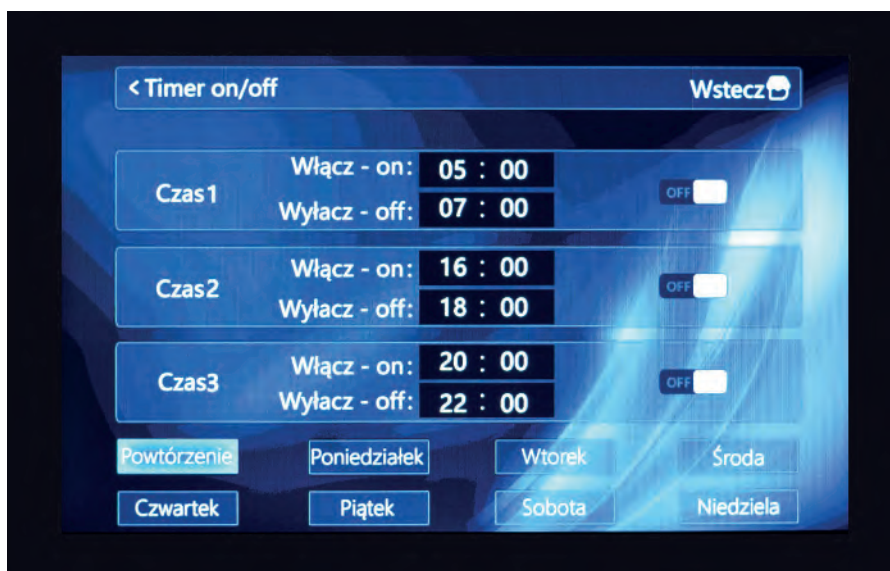 < Timer on/off Wstecz
Włącz - on: 05 : 00
Czas1 OFF
Wyłacz - off: 07 : 00
Włącz - on: 16 : 00
Czas2 OFF
Wyłacz - off: 18 : 00
Włącz - on: 20 : 00
Czas3 OFF
Wyłacz - off: 22 : 00
Powtórzenie Poniedziałek Wtorek Środa
Czwartek Piątek Sobota Niedziela